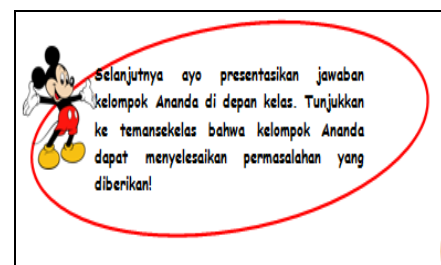 Selanjutnya ayo presentasikan jawaban
kelompok Ananda di depan kelas. Tunjukkan
ke temansekelas bahwa kelompok Ananda
dapat menyelesaikan permasalahan yang
diberikan!